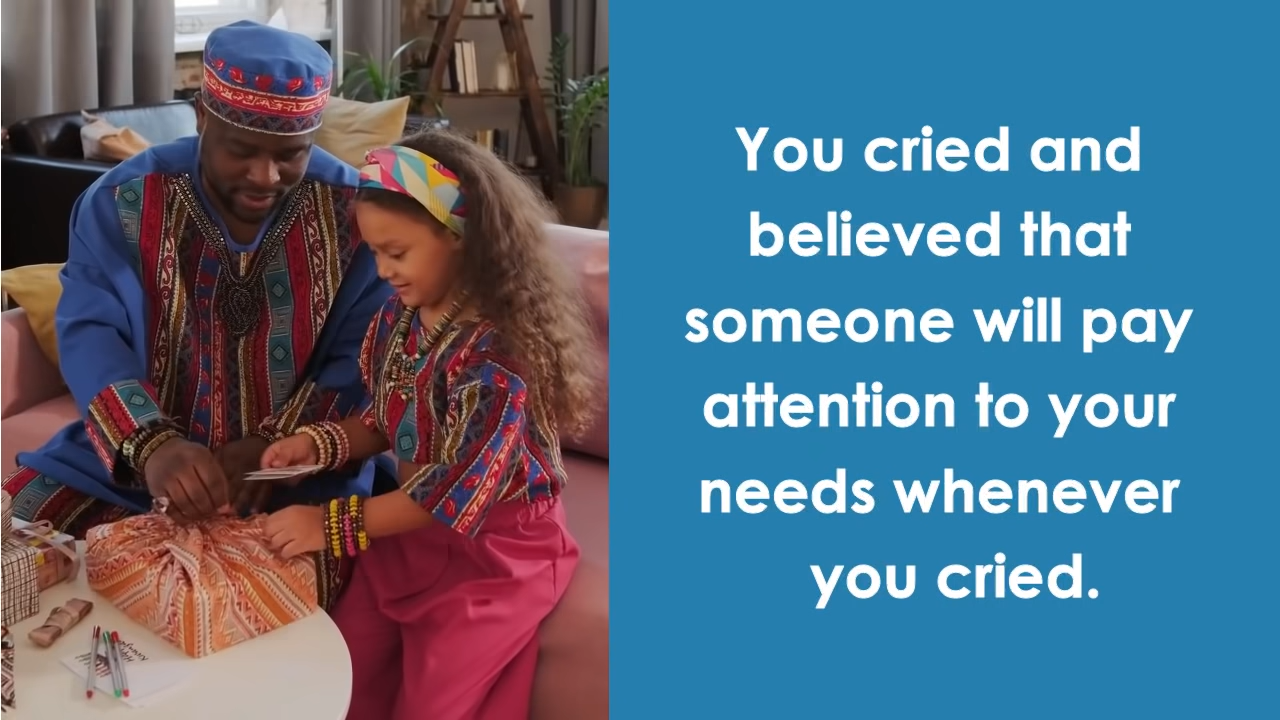 You cried and
believed that
someone will pay
attention to your
needs whenever
you cried.